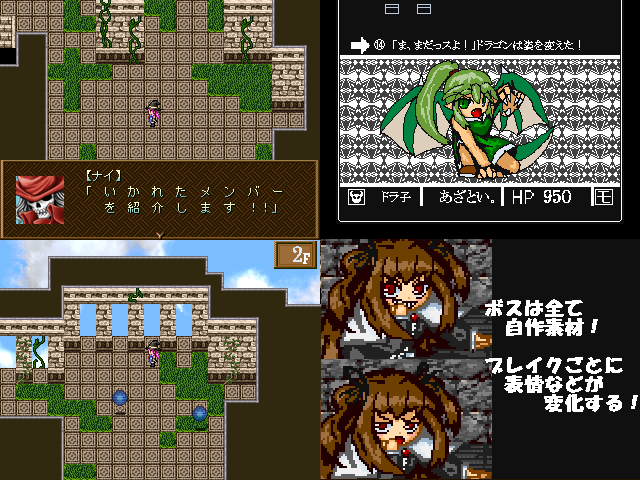 【ナイ】
「いかれたメンバー
を紹介します!!」
⑭ 「ま、まだっスよ！」ドラゴンは姿を変えた！
ドラ子 あざとい。 HP 950 王
2F
ボスは全て
自作素材！
ブレイクごとに
表情などが
変化する！